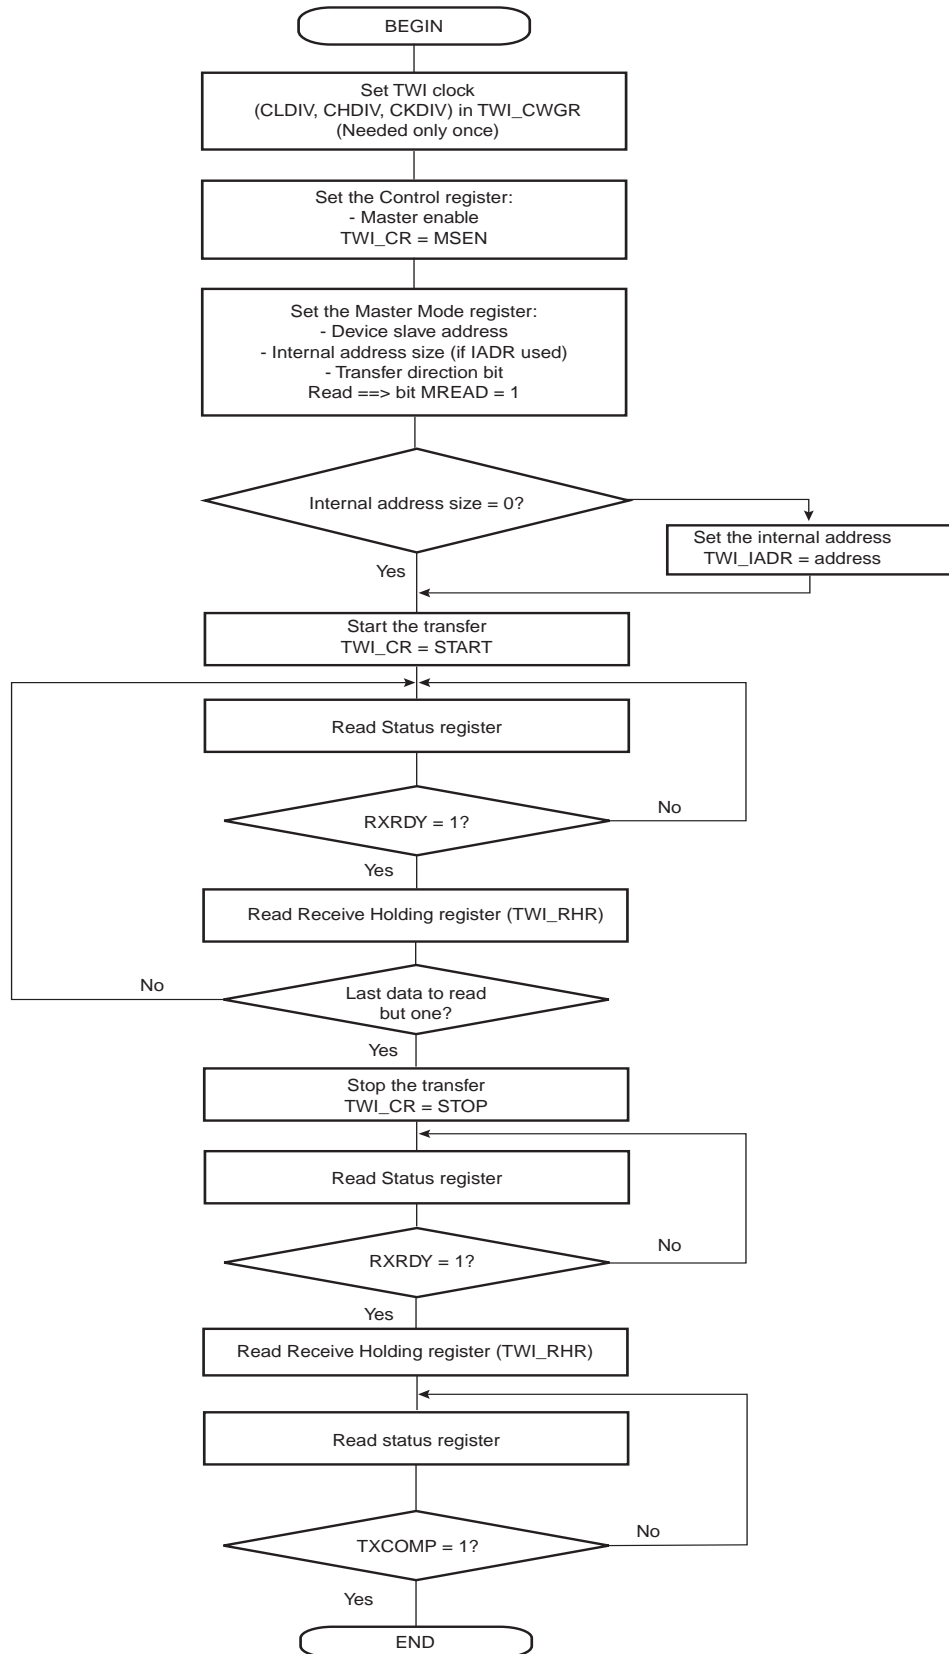 BEGIN
Set TWI clock
(CLDIV, CHDIV, CKDIV) in TWI_CWGR
(Needed only once)
Set the Control register:
- Master enable
TWI_CR = MSEN
Set the Master Mode register:
- Device slave address
- Internal address size (if IADR used)
- Transfer direction bit
Read ==> bit MREAD = 1
Internal address size = 0?
Set the internal address
TWI_IADR = address
Yes
Start the transfer
TWI_CR = START
Read Status register
RXRDY = 1?
No
Yes
Read Receive Holding register (TWI_RHR)
No
Last data to read
but one?
Yes
Stop the transfer
TWI_CR = STOP
Read Status register
RXRDY = 1?
No
Yes
Read Receive Holding register (TWI_RHR)
Read status register
TXCOMP = 1?
No
Yes
END